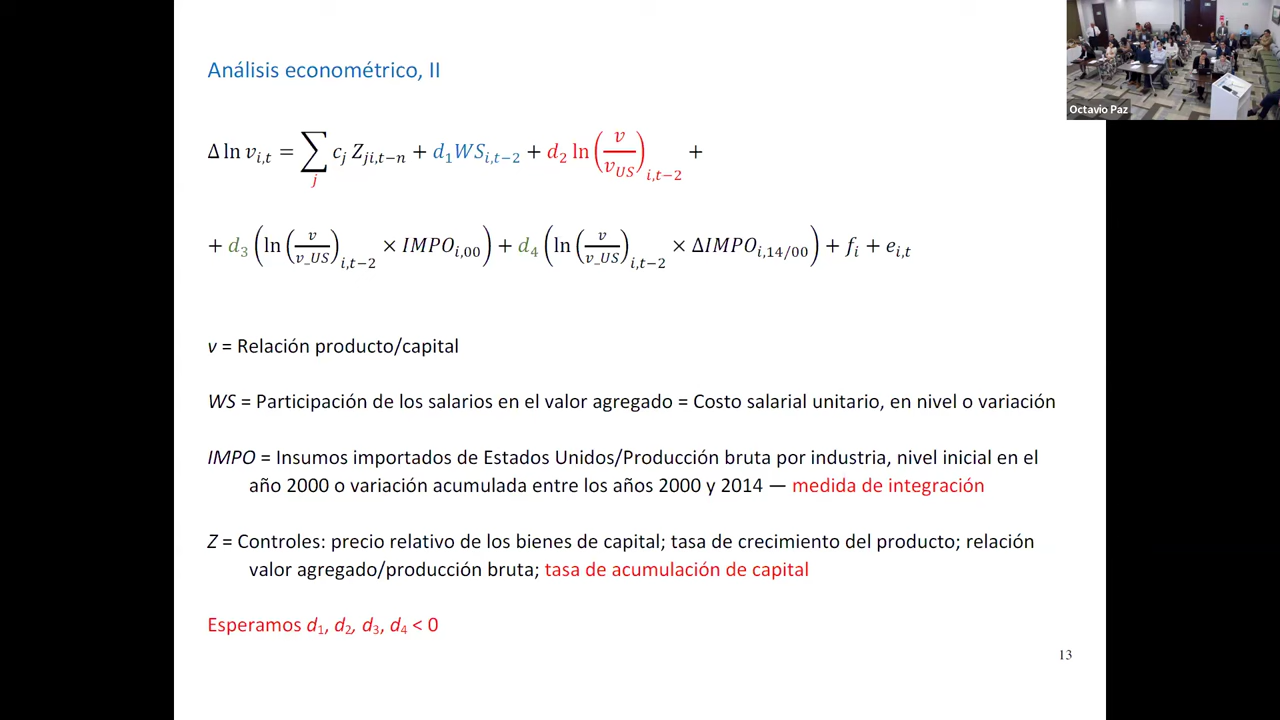 Análisis econométrico, II
Octavio Paz
Δ ln v_{i,t} = ∑_j c_j Z_{ji,t−n} + d_1 WS_{i,t−2} + d_2 ln(v/v_{US})_{i,t−2} +
+ d_3 (ln(v/v_US)_{i,t−2} × IMPO_{i,00}) + d_4 (ln(v/v_US)_{i,t−2} × ΔIMPO_{i,14/00}) + f_i + e_{i,t}
v = Relación producto/capital
WS = Participación de los salarios en el valor agregado = Costo salarial unitario, en nivel o variación
IMPO = Insumos importados de Estados Unidos/Producción bruta por industria, nivel inicial en el
año 2000 o variación acumulada entre los años 2000 y 2014 — medida de integración
Z = Controles: precio relativo de los bienes de capital; tasa de crecimiento del producto; relación
valor agregado/producción bruta; tasa de acumulación de capital
Esperamos d_1, d_2, d_3, d_4 < 0
13